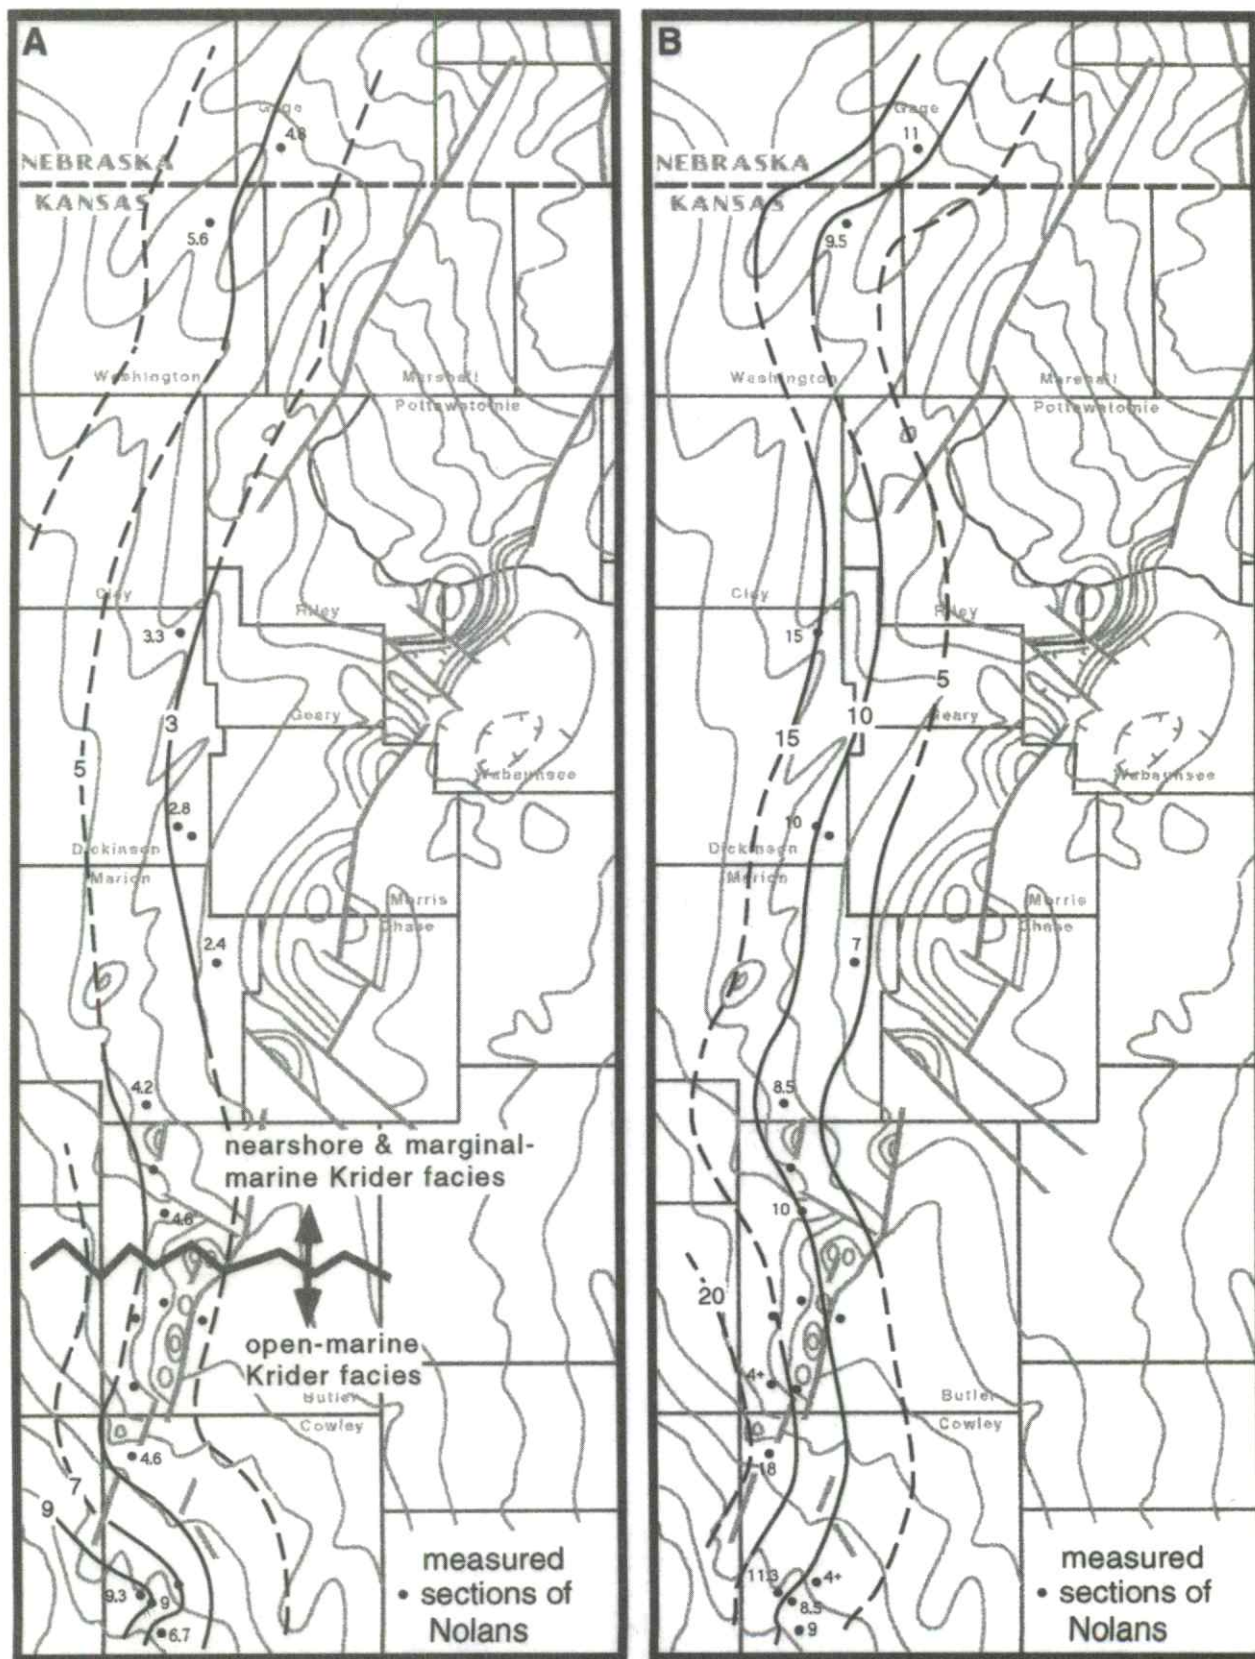 A
Gage
4.8
NEBRASKA
KANSAS
5.6
Washington
Marshall
Pottawatomie
Clay
Riley
3.3
3
Geary
5
Wabaunsee
2.8
Dickinson
Marion
Morris
Chase
2.4
4.2
nearshore & marginal-
marine Krider facies
4.6
open-marine
Krider facies
Butler
Cowley
4.6
7
9
9.3
9
6.7
measured
sections of
Nolans
B
Gage
11
NEBRASKA
KANSAS
9.5
Washington
Marshall
Pottawatomie
Clay
Riley
15
5
10
Geary
15
Wabaunsee
10
Dickinson
Marion
Morris
Chase
7
8.5
10
20
4+
Butler
Cowley
18
11.3
4+
8.5
9
measured
sections of
Nolans